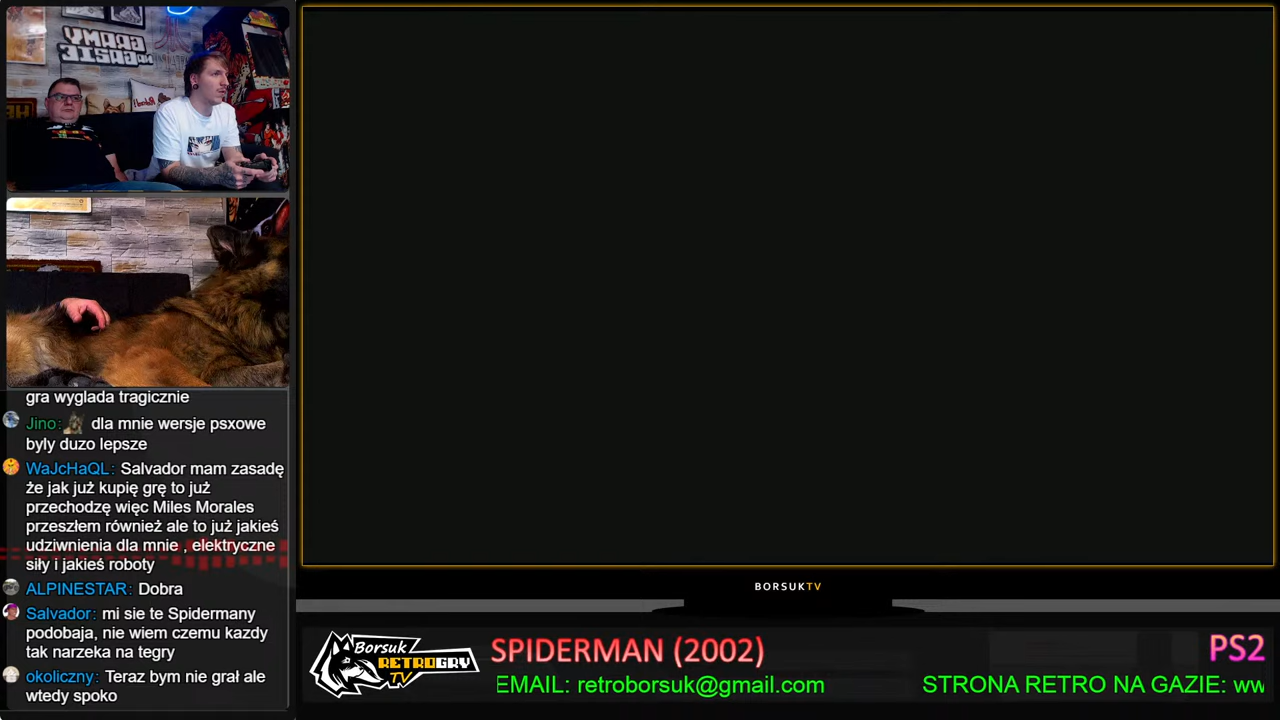 GRAMY
NA GAZIE
gra wyglada tragicznie
Jino: dla mnie wersje psxowe
byly duzo lepsze
WaJcHaQL: Salvador mam zasadę
że jak już kupię grę to już
przechodzę więc Miles Morales
przeszłem również ale to już jakieś
udziwnienia dla mnie , elektryczne
siły i jakieś roboty
ALPINESTAR: Dobra
Salvador: mi sie te Spidermany
podobaja, nie wiem czemu kazdy
tak narzeka na tegry
okoliczny: Teraz bym nie grał ale
wtedy spoko
BORSUKTV
Borsuk
RETROGRY
TV
SPIDERMAN (2002)
PS2
EMAIL: retroborsuk@gmail.com
STRONA RETRO NA GAZIE: ww